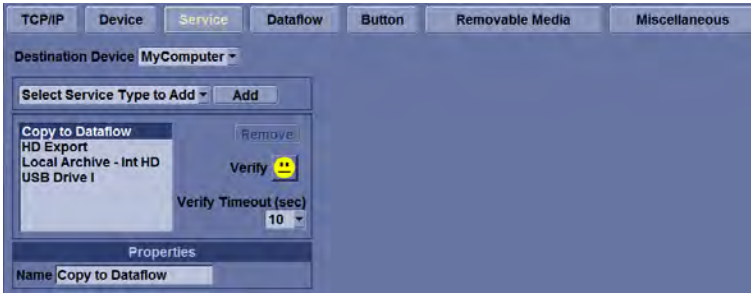 TCP/IP Device Service Dataflow Button Removable Media Miscellaneous
Destination Device MyComputer
Select Service Type to Add Add
Copy to Dataflow
HD Export
Local Archive - Int HD
USB Drive I
Remove
Verify
Verify Timeout (sec)
10
Properties
Name Copy to Dataflow